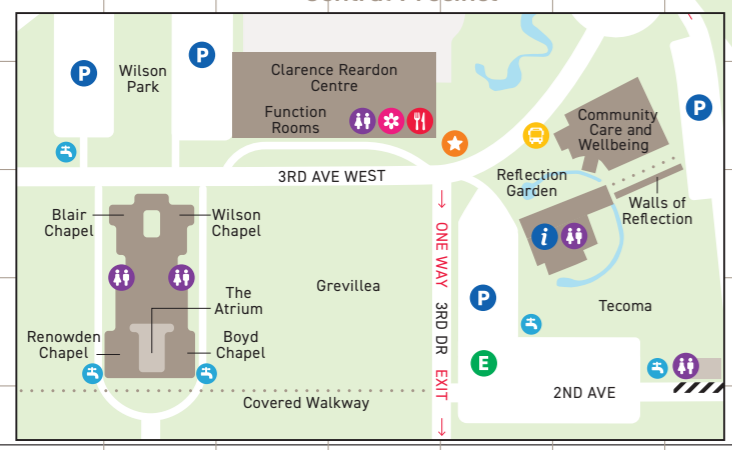 Central Precinct
P
Wilson
Park
P
Clarence Reardon
Centre
Function
Rooms
Community
Care and
Wellbeing
P
3RD AVE WEST
Reflection
Garden
Walls of
Reflection
Blair
Chapel
Wilson
Chapel
i
ONE WAY
3RD DR
EXIT
Grevillea
The
Atrium
P
Tecoma
Renowden
Chapel
Boyd
Chapel
E
2ND AVE
Covered Walkway